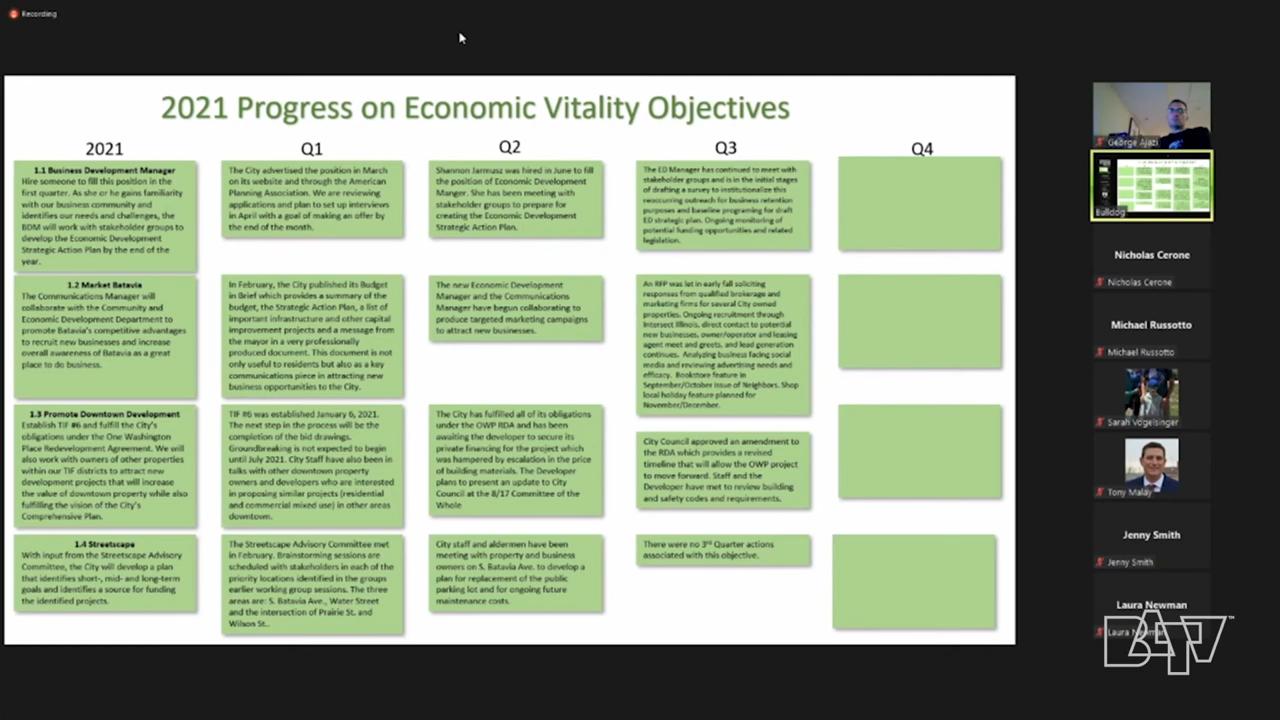 Recording
2021 Progress on Economic Vitality Objectives
2021
Q1
Q2
Q3
Q4
1.1 Business Development Manager
Hire someone to fill this position in the
first quarter. As she or he gains familiarity
with our business community and
identifies our needs and challenges, the
BDM will work with stakeholder groups to
develop the Economic Development
Strategic Action Plan by the end of the
year.
The City advertised the position in March
on its website and through the American
Planning Association. We are reviewing
applications and plan to set up interviews
in April with a goal of making an offer by
the end of the month.
Shannon Jarmusz was hired in June to fill
the position of Economic Development
Manger. She has been meeting with
stakeholder groups to prepare for
creating the Economic Development
Strategic Plan.
The ED Manager has continued to meet with
stakeholder groups and is in the initial stages
of drafting a survey to institutionalize this
reoccurring outreach for business retention
purposes and baseline programing for draft
ED strategic plan. Ongoing monitoring of
potential funding opportunities and related
legislation.
1.2 Market Batavia
The Communications Manager will
collaborate with the Community and
Economic Development Department to
promote Batavia's competitive advantages
to recruit new businesses and increase
overall awareness of Batavia as a great
place to do business.
In February, the City published its Budget
in Brief which provides a summary of the
budget, the Strategic Action Plan, a list of
important infrastructure and other capital
improvement projects and a message from
the mayor in a very professionally
produced document. This document is not
only useful to residents but also as a key
communications piece in attracting new
business opportunities to the City.
The new Economic Development
Manager and the Communications
Manager have begun collaborating to
produce targeted marketing campaigns
to attract new businesses.
An RFP was let in early fall soliciting
responses from qualified brokerage and
marketing firms for several City owned
properties. Ongoing recruitment through
Intersect Illinois, direct contact to potential
new businesses, owner/operator and leasing
agent meet and greets, and lead generation
continues. Analyzing business facing social
media and reviewing advertising needs and
efficacy. Bookstore feature in
September/October issue of Neighbors. Shop
local holiday feature planned for
November/December.
1.3 Promote Downtown Development
Establish TIF #6 and fulfill the City's
obligations under the One Washington
Place Redevelopment Agreement. We will
also work with owners of other properties
within our TIF districts to attract new
development projects that will increase
the value of downtown property while also
fulfilling the vision of the City's
Comprehensive Plan.
TIF #6 was established January 6, 2021.
The next step in the process will be the
completion of the bid drawings.
Groundbreaking is not expected to begin
until July 2021. City Staff have also been in
talks with other downtown property
owners and developers who are interested
in proposing similar projects (residential
and commercial mixed use) in other areas
downtown.
The City has fulfilled all of its obligations
under the OWP RDA and has been
awaiting the developer to secure its
private financing for the project which
was hampered by escalation in the price
of building materials. The Developer
plans to present an update to City
Council at the 8/17 Committee of the
Whole
City Council approved an amendment to
the RDA which provides a revised
timeline that will allow the OWP project
to move forward. Staff and the
Developer have met to review building
and safety codes and requirements.
1.4 Streetscape
With input from the Streetscape Advisory
Committee, the City will develop a plan
that identifies short-, mid- and long-term
goals and identifies a source for funding
the identified projects.
The Streetscape Advisory Committee met
in February. Brainstorming sessions are
scheduled with stakeholders in each of the
priority locations identified in the groups
earlier working group sessions. The three
areas are: S. Batavia Ave., Water Street
and the intersection of Prairie St. and
Wilson St..
City staff and aldermen have been
meeting with property and business
owners on S. Batavia Ave. to develop a
plan for replacement of the public
parking lot and for ongoing future
maintenance costs.
There were no 3rd Quarter actions
associated with this objective.
George Ajazi
Bulldog
Nicholas Cerone
Nicholas Cerone
Michael Russotto
Michael Russotto
Sarah Vogelsinger
Tony Malay
Jenny Smith
Jenny Smith
Laura Newman
Laura Newman
BATV™